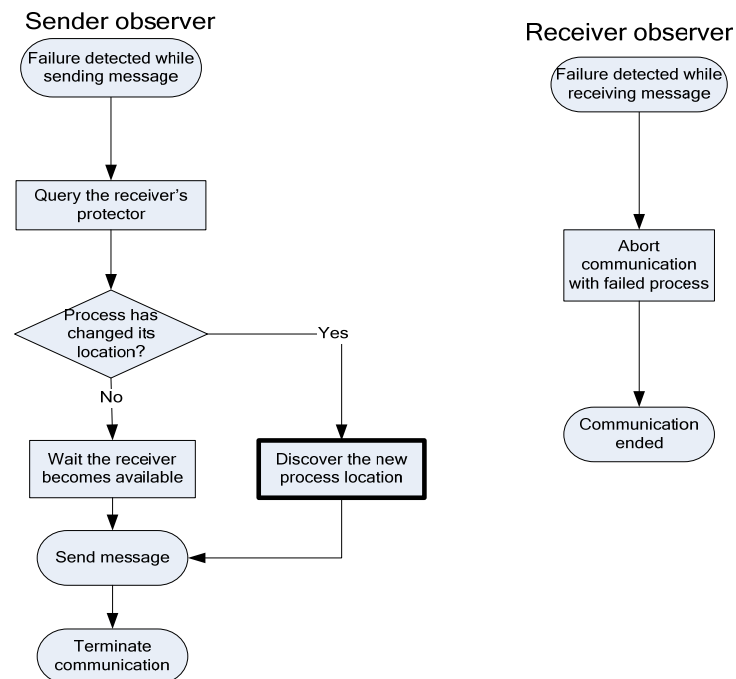 Sender observer
Failure detected while
sending message
Query the receiver's
protector
Process has
changed its
location?
Yes
No
Wait the receiver
becomes available
Discover the new
process location
Send message
Terminate
communication
Receiver observer
Failure detected while
receiving message
Abort
communication
with failed process
Communication
ended